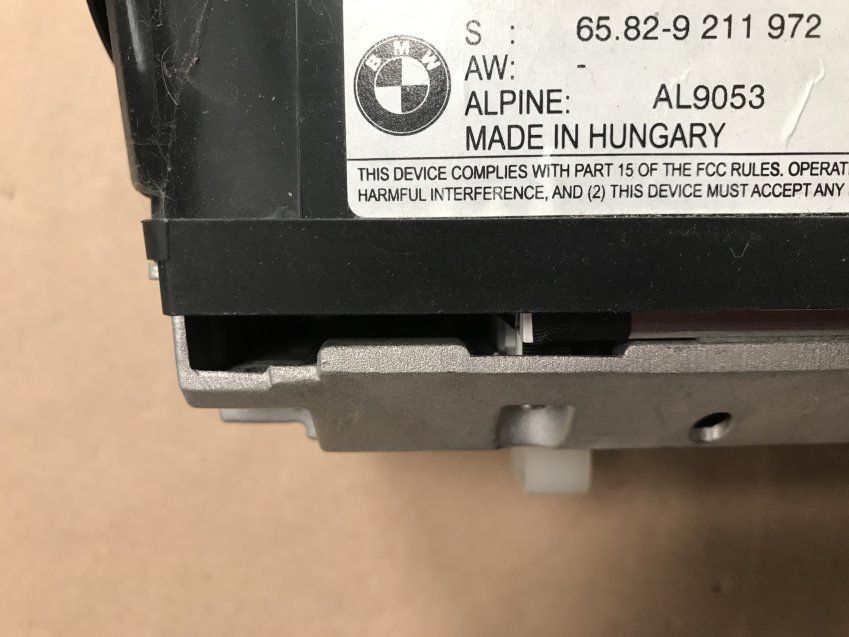 S : 65.82-9 211 972
BMW
AW: -
ALPINE: AL9053
MADE IN HUNGARY
THIS DEVICE COMPLIES WITH PART 15 OF THE FCC RULES. OPERAT
HARMFUL INTERFERENCE, AND (2) THIS DEVICE MUST ACCEPT ANY